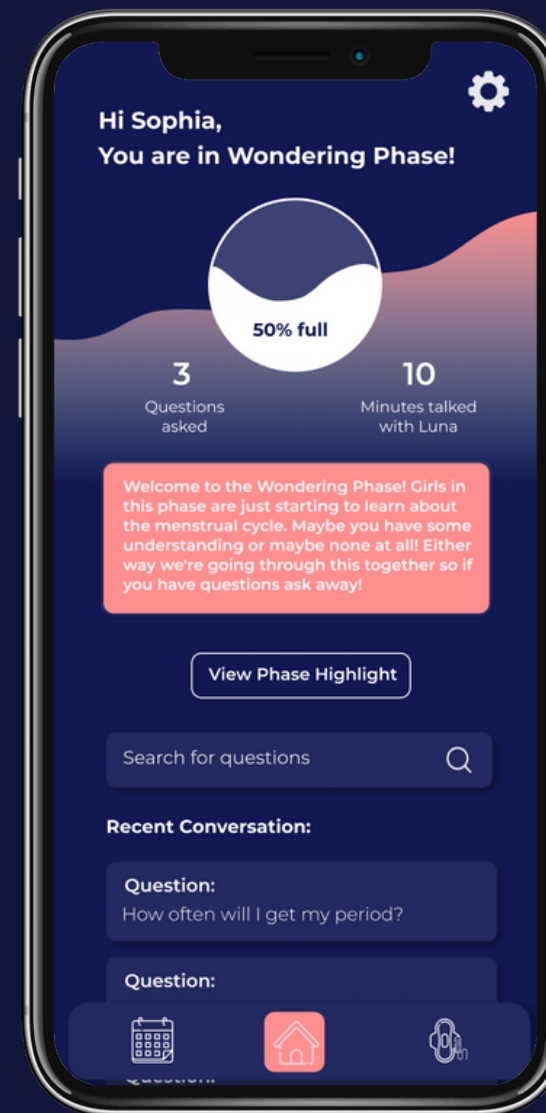 Hi Sophia,
You are in Wondering Phase!
50% full
3
Questions
asked
10
Minutes talked
with Luna
Welcome to the Wondering Phase! Girls in
this phase are just starting to learn about
the menstrual cycle. Maybe you have some
understanding or maybe none at all! Either
way we're going through this together so if
you have questions ask away!
View Phase Highlight
Search for questions
Recent Conversation:
Question:
How often will I get my period?
Question:
Question: